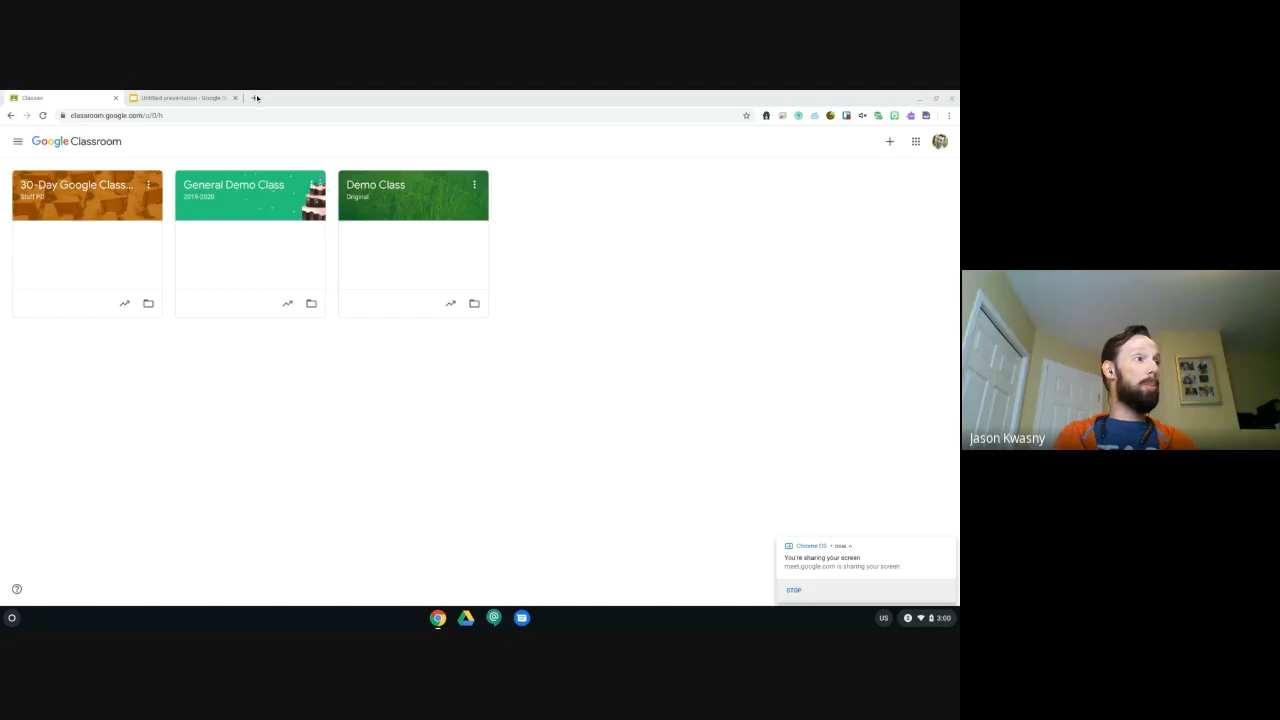 Classes
Untitled presentation - Google S
classroom.google.com/u/0/h
Google Classroom
30-Day Google Class...
Staff PD
General Demo Class
2019-2020
Demo Class
Original
Jason Kwasny
Chrome OS • now
You're sharing your screen
meet.google.com is sharing your screen.
STOP
US
3:00